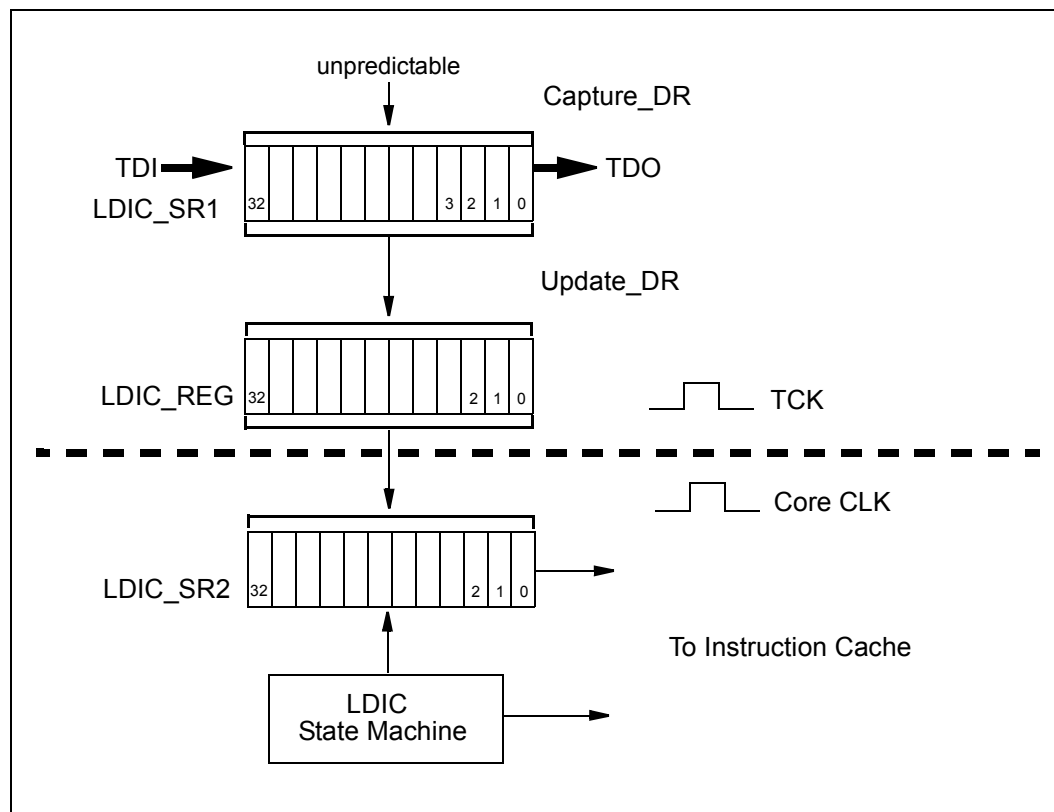 unpredictable
Capture_DR
TDI
TDO
LDIC_SR1
32 3 2 1 0
Update_DR
LDIC_REG
32 2 1 0
TCK
Core CLK
LDIC_SR2
32 2 1 0
To Instruction Cache
LDIC
State Machine